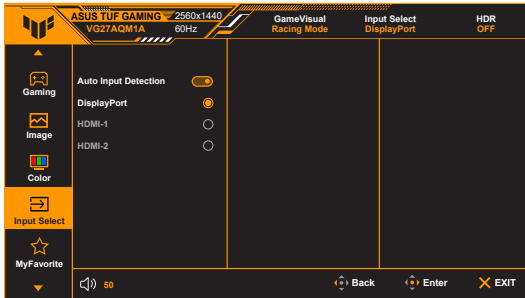 ASUS TUF GAMING 2560x1440 GameVisual Input Select HDR
VG27AQM1A 60Hz Racing Mode DisplayPort OFF
Gaming
Auto Input Detection
DisplayPort
HDMI-1
Image
HDMI-2
Color
Input Select
MyFavorite
50 Back Enter EXIT